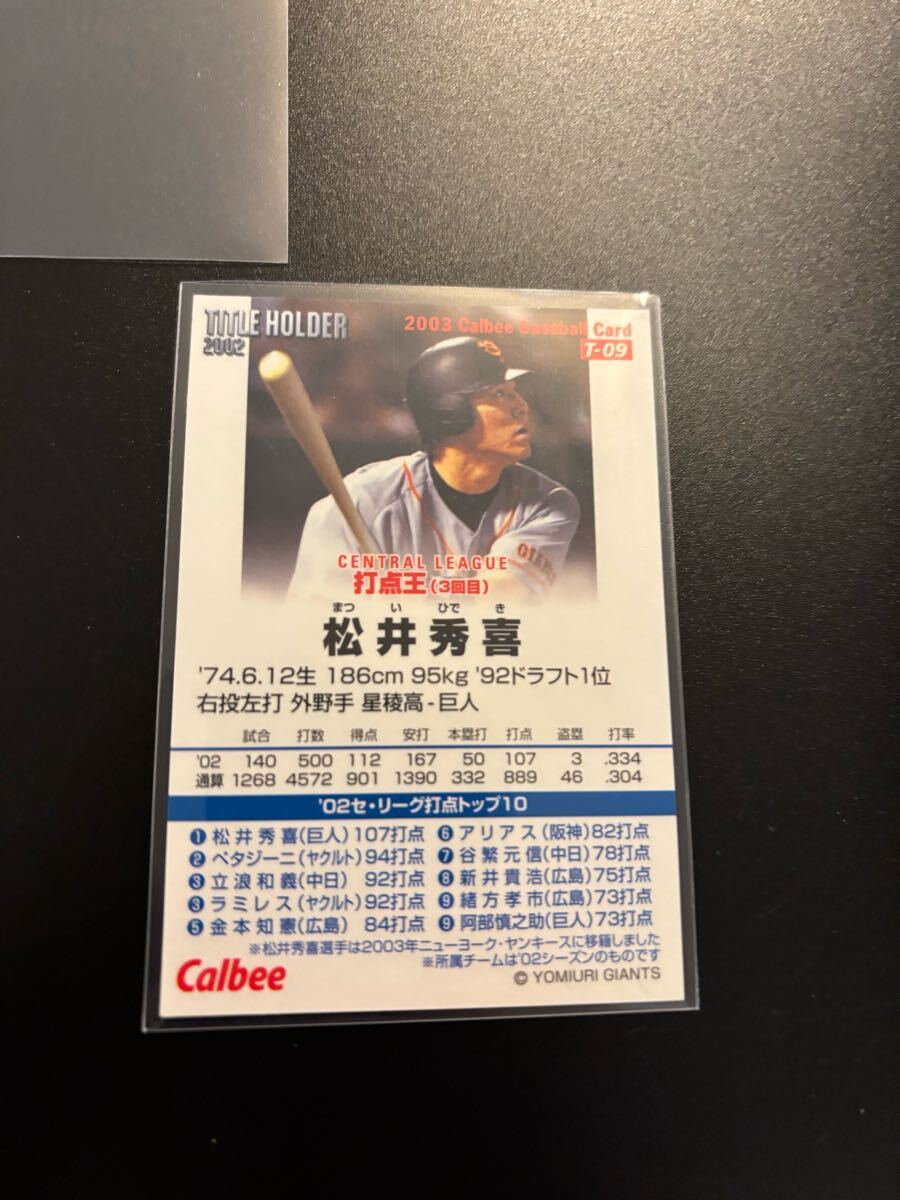 TITLE HOLDER
2002
2003 Calbee Baseball Card
T-09
G
GIANTS
CENTRAL LEAGUE
打点王(3回目)
まつ い ひで き
松井秀喜
'74.6.12生 186cm 95kg '92ドラフト1位
右投左打 外野手 星稜高-巨人
試合 打数 得点 安打 本塁打 打点 盗塁 打率
'02 140 500 112 167 50 107 3 .334
通算 1268 4572 901 1390 332 889 46 .304
'02セ・リーグ打点トップ10
❶ 松井秀喜(巨人)107打点
❷ ペタジーニ(ヤクルト)94打点
❸ 立浪和義(中日) 92打点
❸ ラミレス(ヤクルト)92打点
❺ 金本知憲(広島) 84打点
❻ アリアス(阪神)82打点
❼ 谷繁元信(中日)78打点
❽ 新井貴浩(広島)75打点
❾ 緒方孝市(広島)73打点
❾ 阿部慎之助(巨人)73打点
※松井秀喜選手は2003年ニューヨーク・ヤンキースに移籍しました
※所属チームは'02シーズンのものです
Calbee
© YOMIURI GIANTS